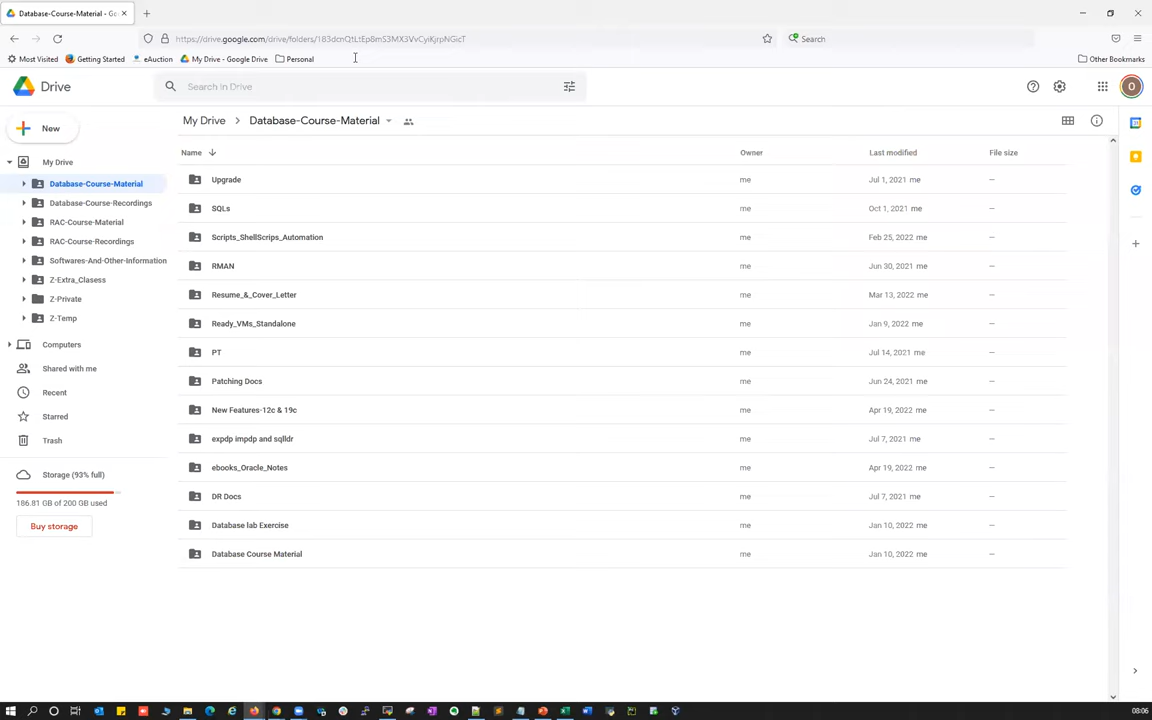 Database-Course-Material - Go
https://drive.google.com/drive/folders/183dcnQtLtEp8mS3MX3VvCyiKjrpNGicT
Search
Most Visited Getting Started eAuction My Drive - Google Drive Personal Other Bookmarks
Drive
Search in Drive
O
New
My Drive > Database-Course-Material
Name Owner Last modified File size
My Drive
Database-Course-Material
Database-Course-Recordings
RAC-Course-Material
RAC-Course-Recordings
Softwares-And-Other-Information
Z-Extra_Clasess
Z-Private
Z-Temp
Computers
Shared with me
Recent
Starred
Trash
Storage (93% full)
186.81 GB of 200 GB used
Buy storage
Upgrade me Jul 1, 2021 me —
SQLs me Oct 1, 2021 me —
Scripts_ShellScrips_Automation me Feb 25, 2022 me —
RMAN me Jun 30, 2021 me —
Resume_&_Cover_Letter me Mar 13, 2022 me —
Ready_VMs_Standalone me Jan 9, 2022 me —
PT me Jul 14, 2021 me —
Patching Docs me Jun 24, 2021 me —
New Features-12c & 19c me Apr 19, 2022 me —
expdp impdp and sqlldr me Jul 7, 2021 me —
ebooks_Oracle_Notes me Apr 19, 2022 me —
DR Docs me Jul 7, 2021 me —
Database lab Exercise me Jan 10, 2022 me —
Database Course Material me Jan 10, 2022 me —
08:06